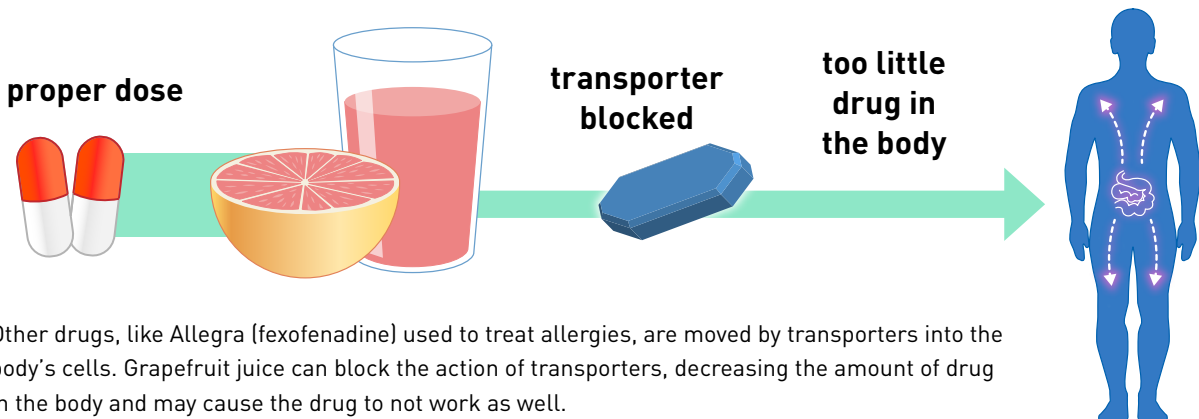 proper dose
transporter
blocked
too little
drug in
the body
Other drugs, like Allegra (fexofenadine) used to treat allergies, are moved by transporters into the
body's cells. Grapefruit juice can block the action of transporters, decreasing the amount of drug
in the body and may cause the drug to not work as well.